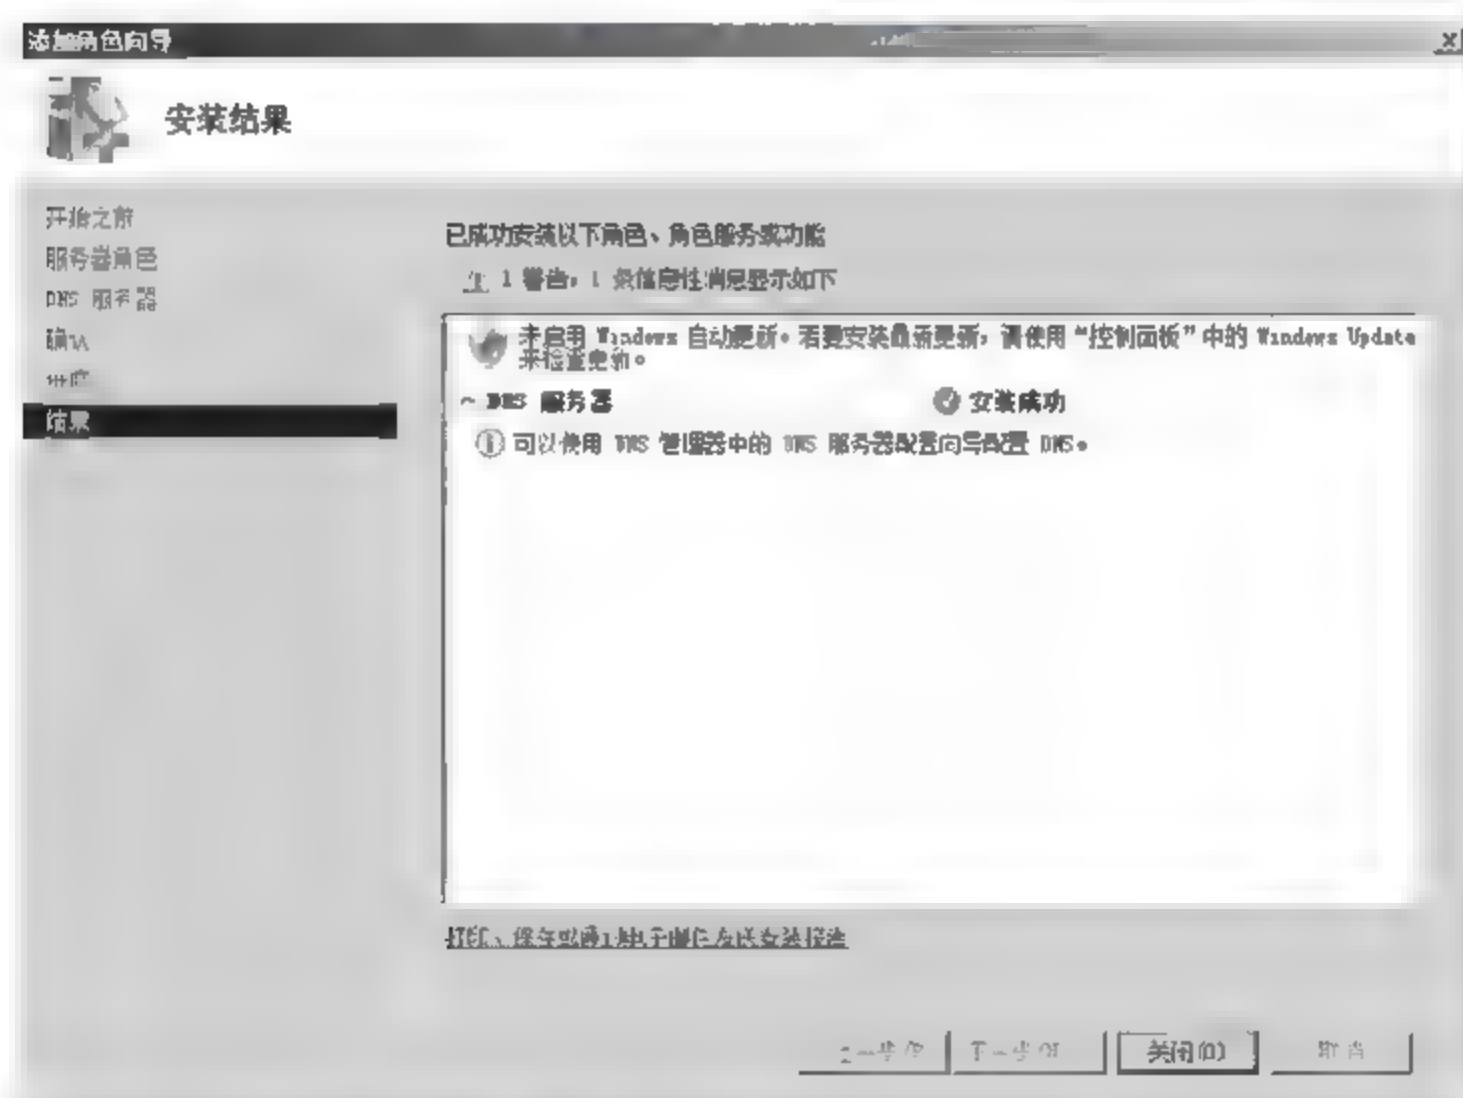 添加角色向导
安装结果
开始之前
服务器角色
DNS 服务器
确认
进度
结果
已成功安装以下角色、角色服务或功能
1 警告，1 条信息性消息显示如下
未启用 Windows 自动更新。若要安装最新更新，请使用“控制面板”中的 Windows Update
来检查更新。
DNS 服务器 安装成功
可以使用 DNS 管理器中的 DNS 服务器配置向导配置 DNS。
打印、保存或通过电子邮件发送安装报告
上一步(P) 下一步(N) 关闭(O) 取消